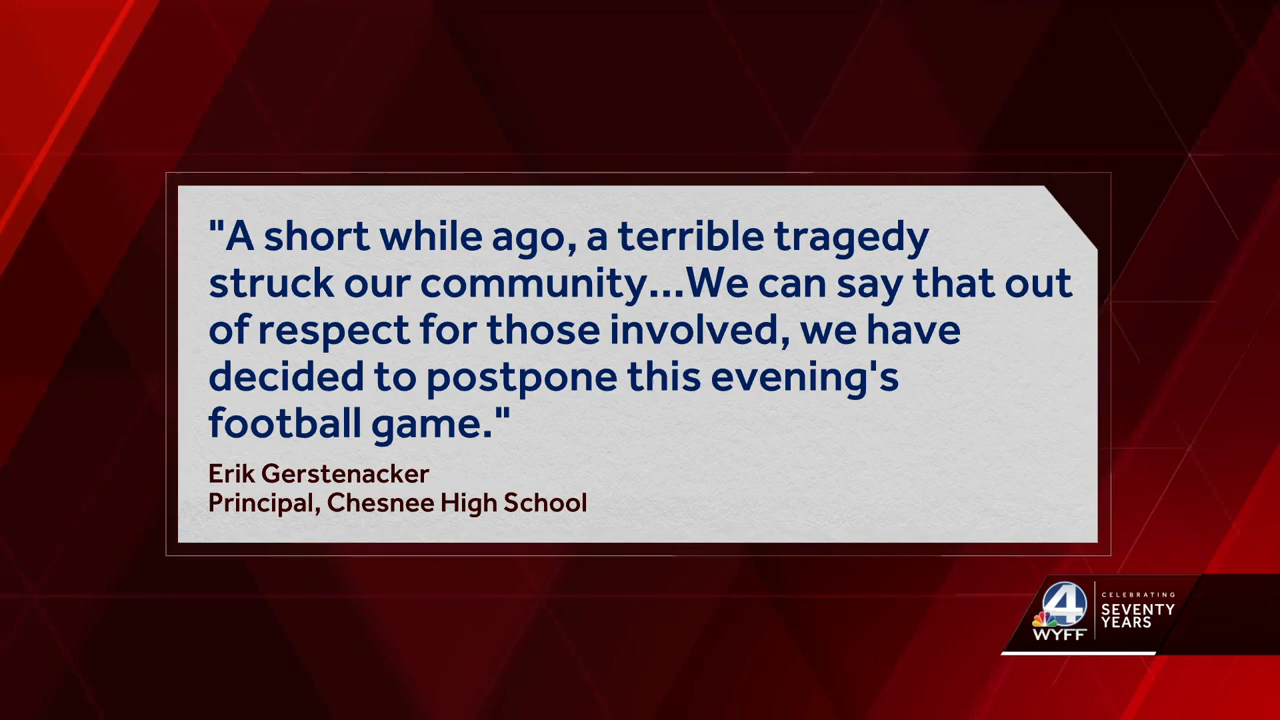 "A short while ago, a terrible tragedy
struck our community...We can say that out
of respect for those involved, we have
decided to postpone this evening's
football game."
Erik Gerstenacker
Principal, Chesnee High School
4
WYFF
CELEBRATING
SEVENTY
YEARS